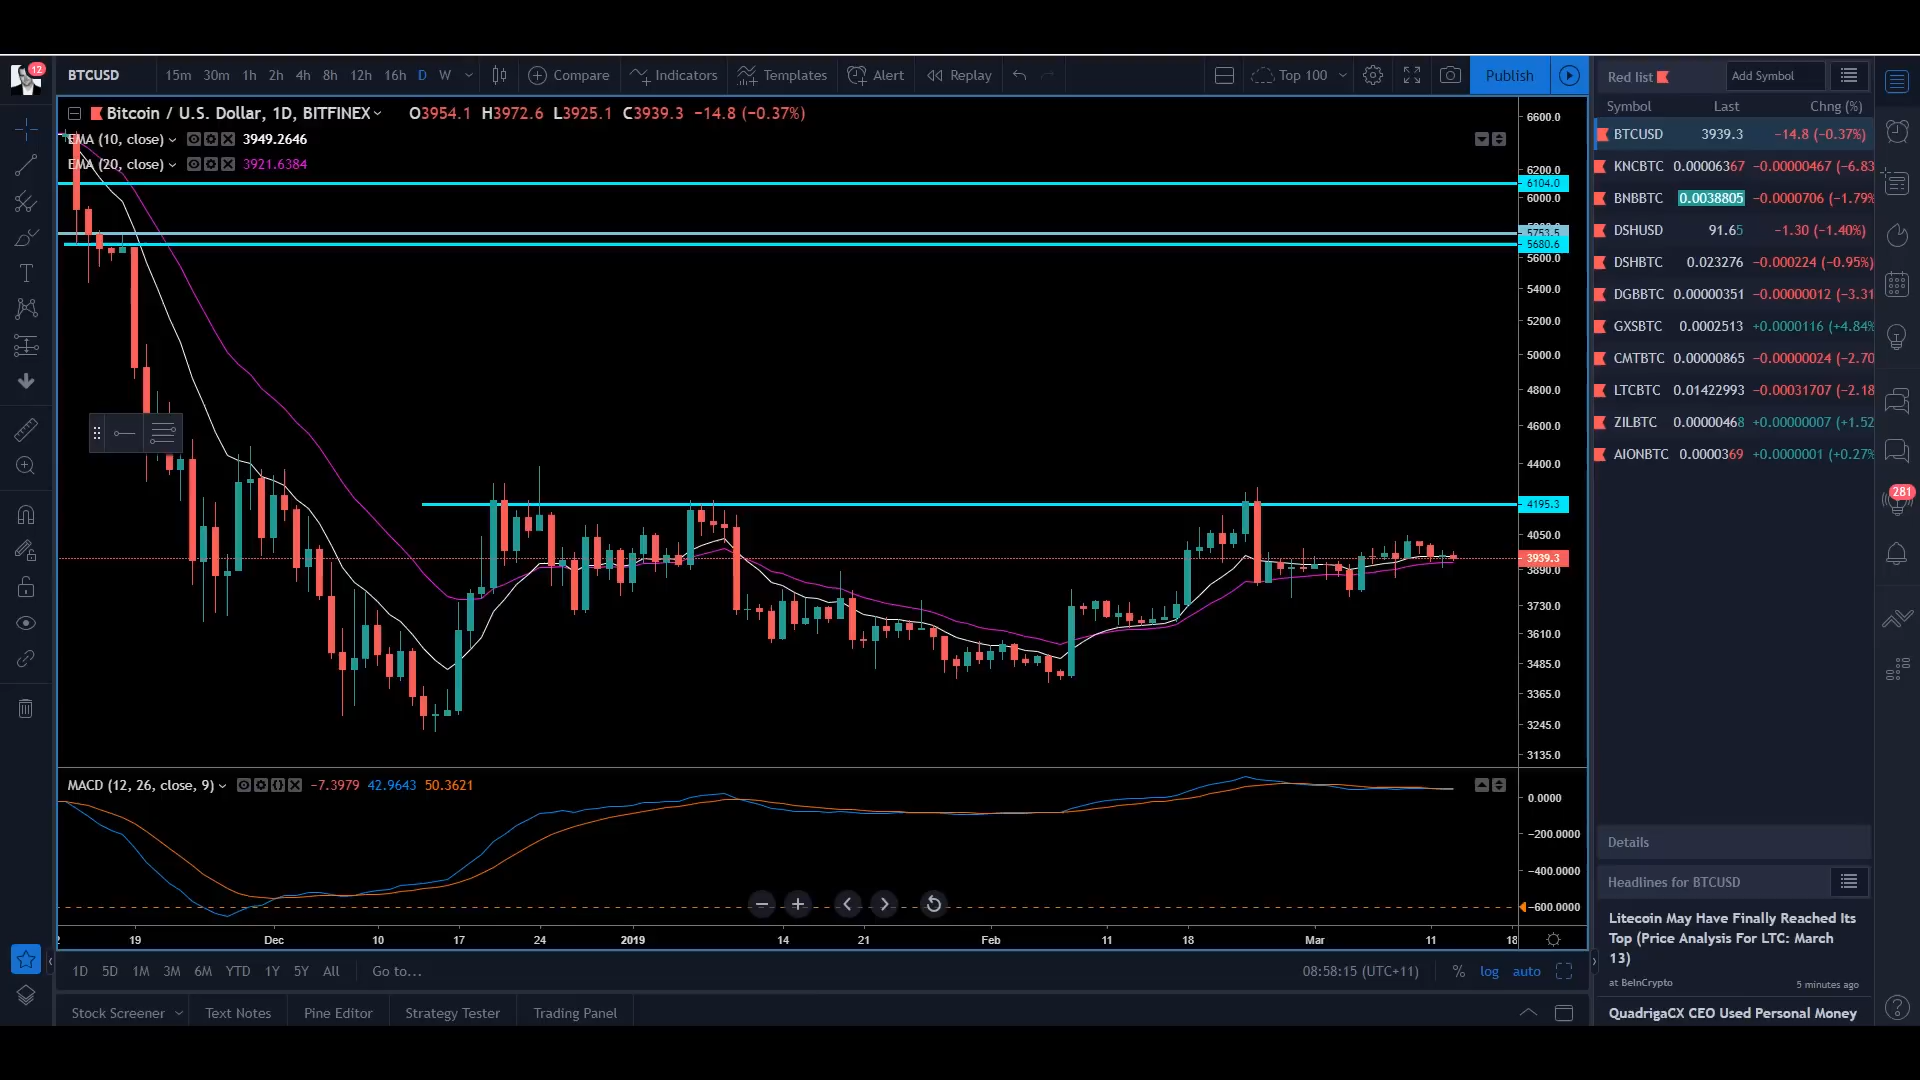 12
BTCUSD 15m 30m 1h 2h 4h 8h 12h 16h D W Compare Indicators Templates Alert Replay Top 100 Publish
Bitcoin / U.S. Dollar, 1D, BITFINEX O3954.1 H3972.6 L3925.1 C3939.3 −14.8 (−0.37%)
EMA (10, close) 3949.2646
EMA (20, close) 3921.6384
6600.0
6200.0
6104.0
6000.0
5753.5
5680.6
5600.0
5400.0
5200.0
5000.0
4800.0
4600.0
4400.0
4195.3
4050.0
3939.3
3890.0
3730.0
3610.0
3485.0
3365.0
3245.0
3135.0
MACD (12, 26, close, 9) −7.3979 42.9643 50.3621
0.0000
−200.0000
−400.0000
−600.0000
19 Dec 10 17 24 2019 14 21 Feb 11 18 Mar 11 18
1D 5D 1M 3M 6M YTD 1Y 5Y All Go to... 08:58:15 (UTC+11) % log auto
Stock Screener Text Notes Pine Editor Strategy Tester Trading Panel
Red list Add Symbol
Symbol Last Chng (%)
BTCUSD 3939.3 −14.8 (−0.37%)
KNCBTC 0.00006367 −0.00000467 (−6.83
BNBBTC 0.0038805 −0.0000706 (−1.79%
DSHUSD 91.65 −1.30 (−1.40%)
DSHBTC 0.023276 −0.000224 (−0.95%)
DGBBTC 0.00000351 −0.00000012 (−3.31
GXSBTC 0.0002513 +0.0000116 (+4.84%
CMTBTC 0.00000865 −0.00000024 (−2.70
LTCBTC 0.01422993 −0.00031707 (−2.18
ZILBTC 0.00000468 +0.00000007 (+1.52
AIONBTC 0.0000369 +0.0000001 (+0.27%
281
Details
Headlines for BTCUSD
Litecoin May Have Finally Reached Its
Top (Price Analysis For LTC: March
13)
at BeInCrypto 5 minutes ago
QuadrigaCX CEO Used Personal Money